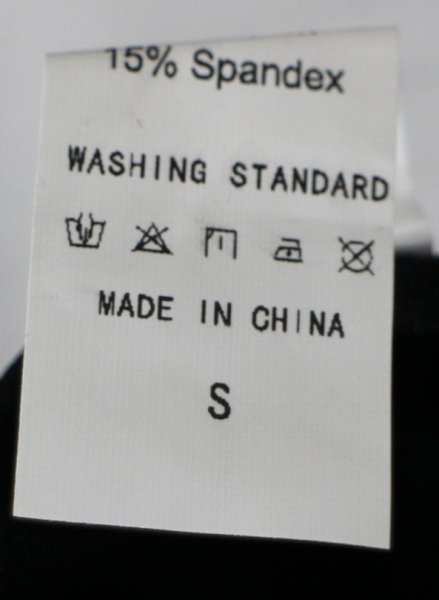 15% Spandex
WASHING STANDARD
MADE IN CHINA
S